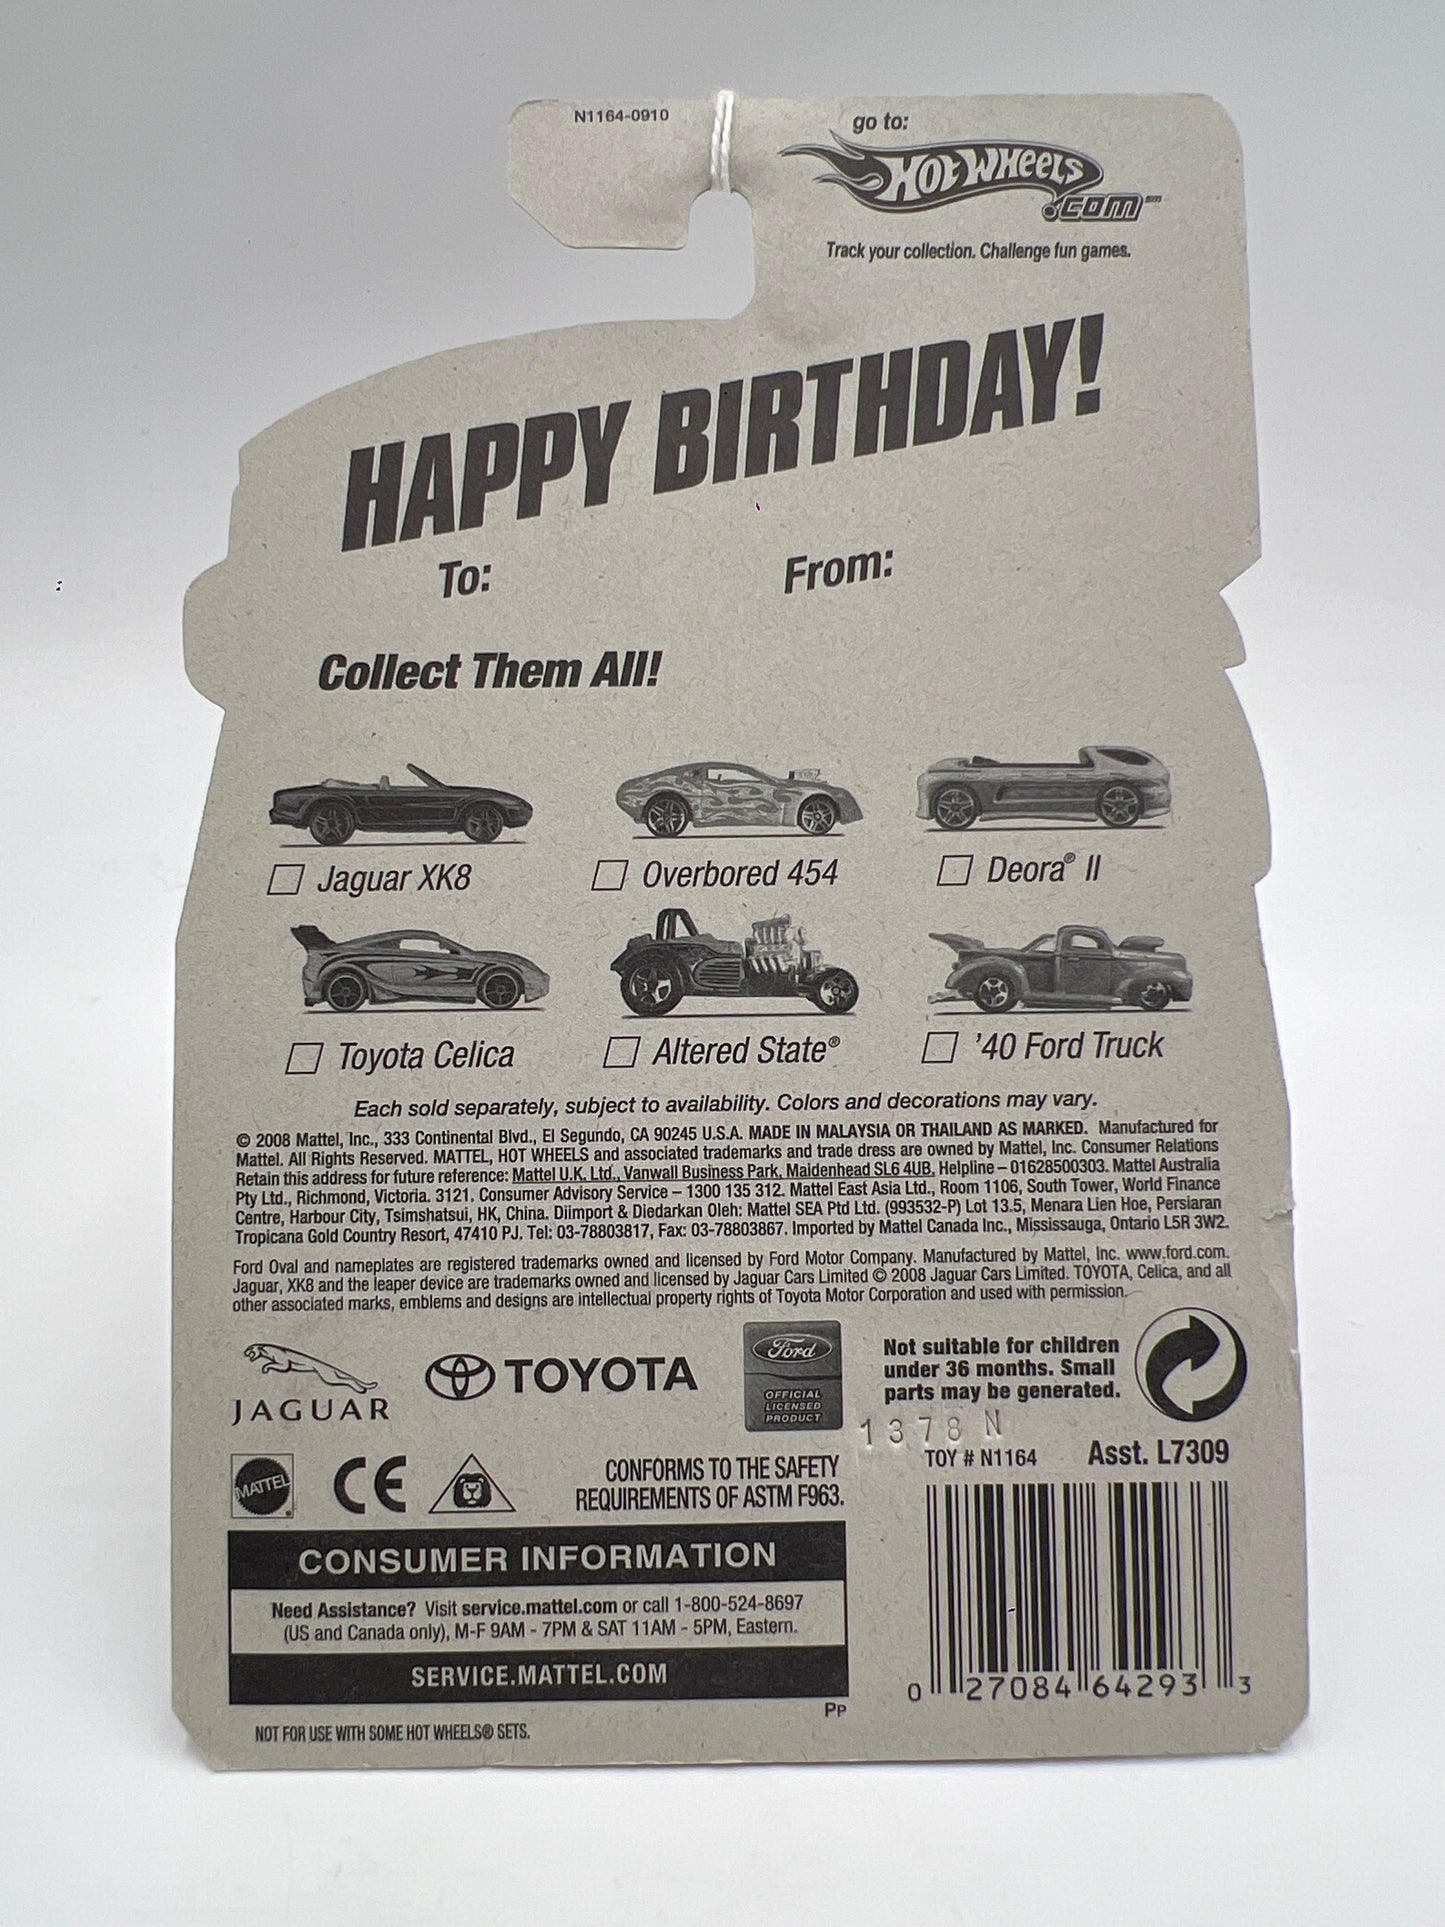 N1164-0910
go to:
HOT WHEELS
.COM
Track your collection. Challenge fun games.
HAPPY BIRTHDAY!
To: From:
Collect Them All!
Jaguar XK8 Overbored 454 Deora® II
Toyota Celica Altered State® '40 Ford Truck
Each sold separately, subject to availability. Colors and decorations may vary.
© 2008 Mattel, Inc., 333 Continental Blvd., El Segundo, CA 90245 U.S.A. MADE IN MALAYSIA OR THAILAND AS MARKED. Manufactured for
Mattel. All Rights Reserved. MATTEL, HOT WHEELS and associated trademarks and trade dress are owned by Mattel, Inc. Consumer Relations
Retain this address for future reference: Mattel U.K. Ltd., Vanwall Business Park, Maidenhead SL6 4UB. Helpline – 01628500303. Mattel Australia
Pty Ltd., Richmond, Victoria. 3121. Consumer Advisory Service – 1300 135 312. Mattel East Asia Ltd., Room 1106, South Tower, World Finance
Centre, Harbour City, Tsimshatsui, HK, China. Diimport & Diedarkan Oleh: Mattel SEA Ptd Ltd. (993532-P) Lot 13.5, Menara Lien Hoe, Persiaran
Tropicana Gold Country Resort, 47410 PJ. Tel: 03-78803817, Fax: 03-78803867. Imported by Mattel Canada Inc., Mississauga, Ontario L5R 3W2.
Ford Oval and nameplates are registered trademarks owned and licensed by Ford Motor Company. Manufactured by Mattel, Inc. www.ford.com.
Jaguar, XK8 and the leaper device are trademarks owned and licensed by Jaguar Cars Limited © 2008 Jaguar Cars Limited. TOYOTA, Celica, and all
other associated marks, emblems and designs are intellectual property rights of Toyota Motor Corporation and used with permission.
JAGUAR
TOYOTA
Ford
OFFICIAL
LICENSED
PRODUCT
Not suitable for children
under 36 months. Small
parts may be generated.
1378 N
TOY # N1164 Asst. L7309
MATTEL
CE
CONFORMS TO THE SAFETY
REQUIREMENTS OF ASTM F963.
CONSUMER INFORMATION
Need Assistance? Visit service.mattel.com or call 1-800-524-8697
(US and Canada only), M-F 9AM - 7PM & SAT 11AM - 5PM, Eastern.
SERVICE.MATTEL.COM
0 27084 64293 3
PP
NOT FOR USE WITH SOME HOT WHEELS® SETS.